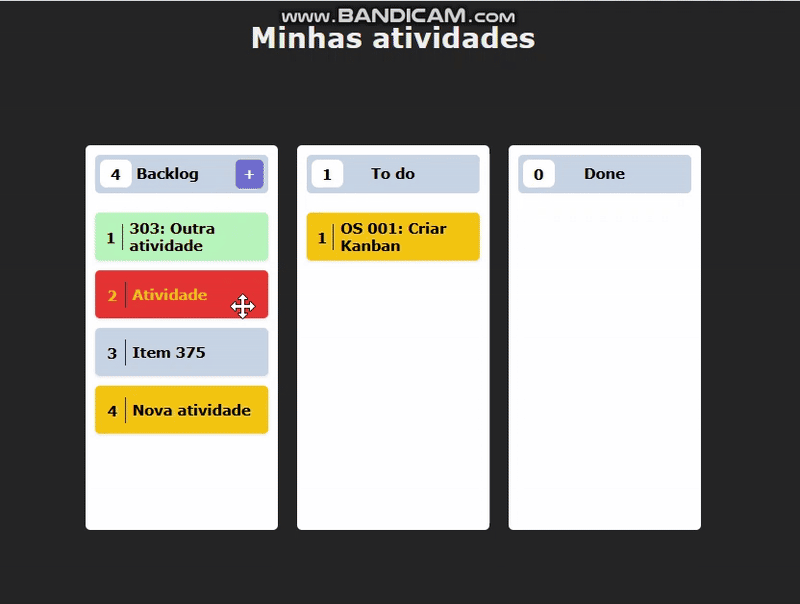 www.BANDICAM.com
Minhas atividades
4 Backlog +
1 303: Outra
atividade
2 Atividade
3 Item 375
4 Nova atividade
1 To do
1 OS 001: Criar
Kanban
0 Done